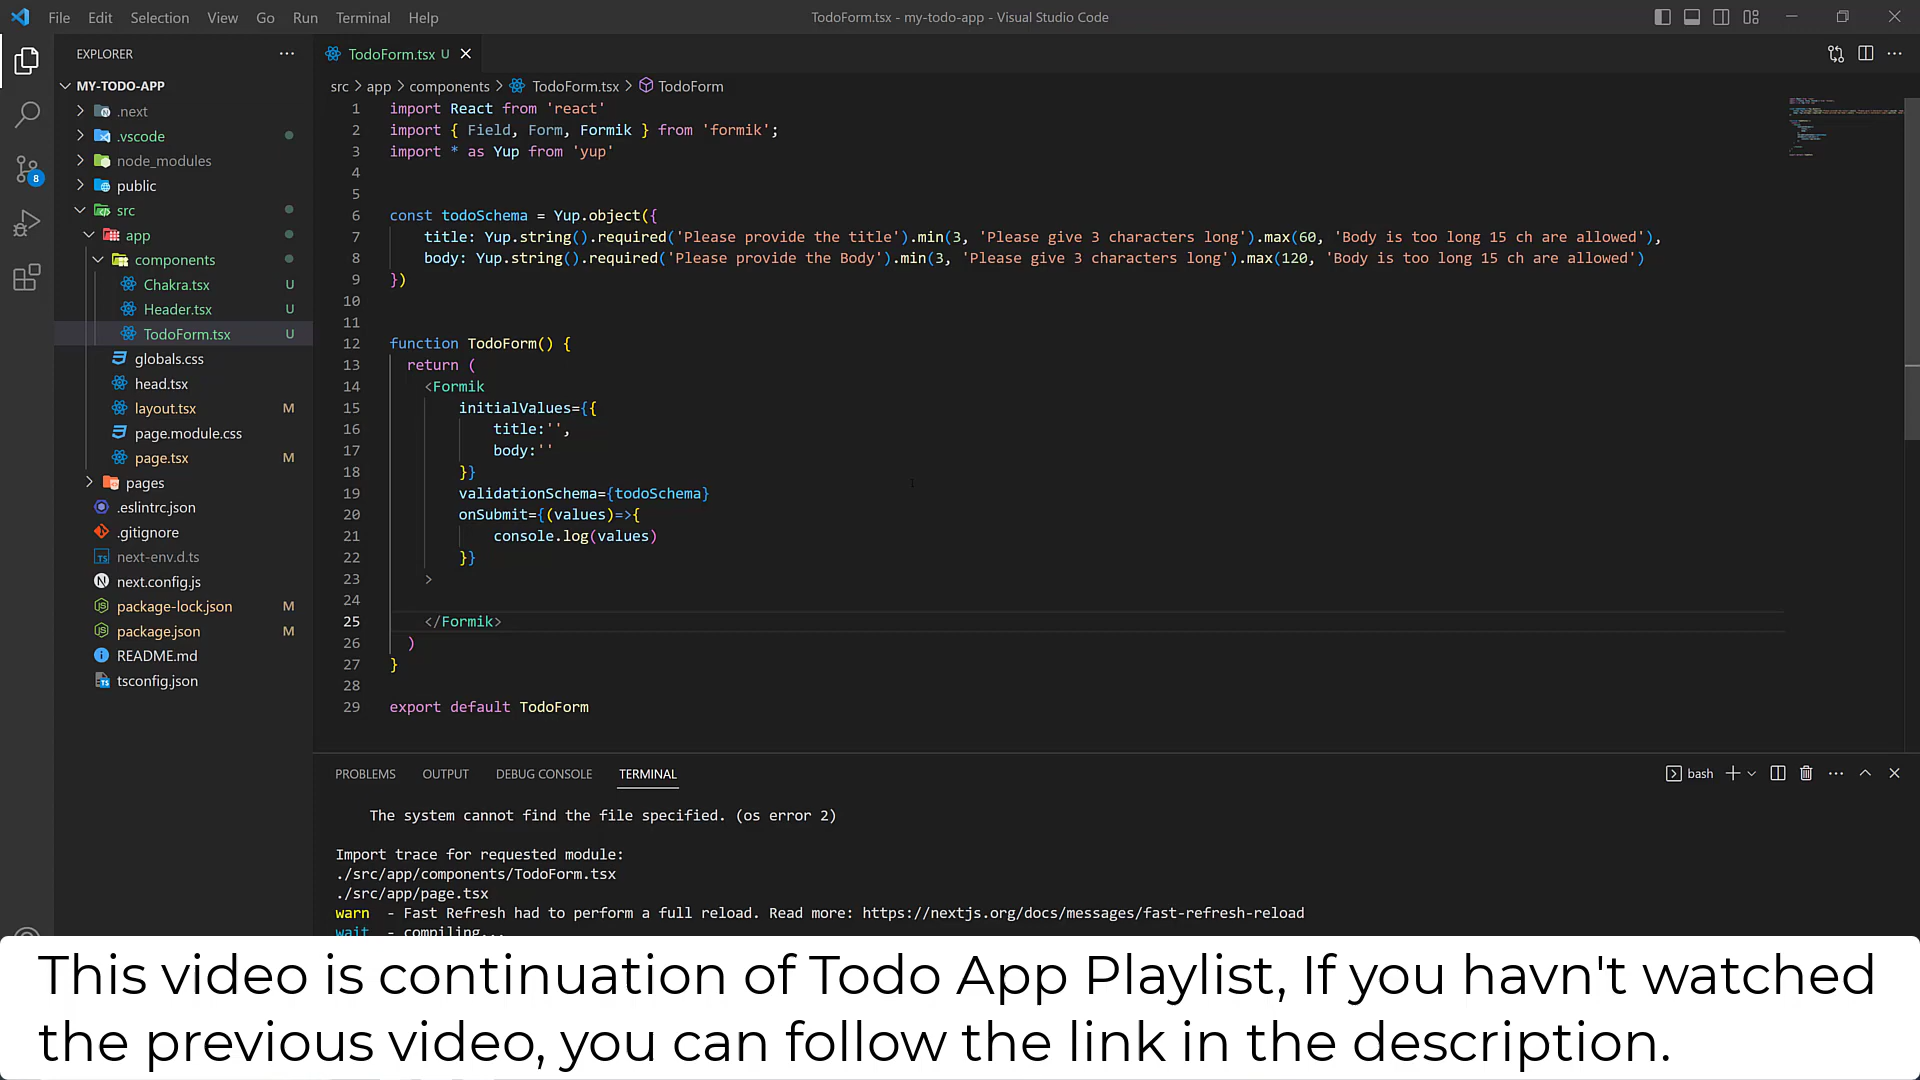 File Edit Selection View Go Run Terminal Help
TodoForm.tsx - my-todo-app - Visual Studio Code
EXPLORER
MY-TODO-APP
.next
.vscode
node_modules
public
src
app
components
Chakra.tsx U
Header.tsx U
TodoForm.tsx U
globals.css
head.tsx
layout.tsx M
page.module.css
page.tsx M
pages
.eslintrc.json
.gitignore
next-env.d.ts
next.config.js
package-lock.json M
package.json M
README.md
tsconfig.json
8
TodoForm.tsx U
src > app > components > TodoForm.tsx > TodoForm
1 import React from 'react'
2 import { Field, Form, Formik } from 'formik';
3 import * as Yup from 'yup'
4
5
6 const todoSchema = Yup.object({
7 title: Yup.string().required('Please provide the title').min(3, 'Please give 3 characters long').max(60, 'Body is too long 15 ch are allowed'),
8 body: Yup.string().required('Please provide the Body').min(3, 'Please give 3 characters long').max(120, 'Body is too long 15 ch are allowed')
9 })
10
11
12 function TodoForm() {
13 return (
14 <Formik
15 initialValues={{
16 title:'',
17 body:''
18 }}
19 validationSchema={todoSchema}
20 onSubmit={(values)=>{
21 console.log(values)
22 }}
23 >
24
25 </Formik>
26 )
27 }
28
29 export default TodoForm
PROBLEMS OUTPUT DEBUG CONSOLE TERMINAL
bash
The system cannot find the file specified. (os error 2)
Import trace for requested module:
./src/app/components/TodoForm.tsx
./src/app/page.tsx
warn - Fast Refresh had to perform a full reload. Read more: https://nextjs.org/docs/messages/fast-refresh-reload
wait - compiling...
This video is continuation of Todo App Playlist, If you havn't watched
the previous video, you can follow the link in the description.